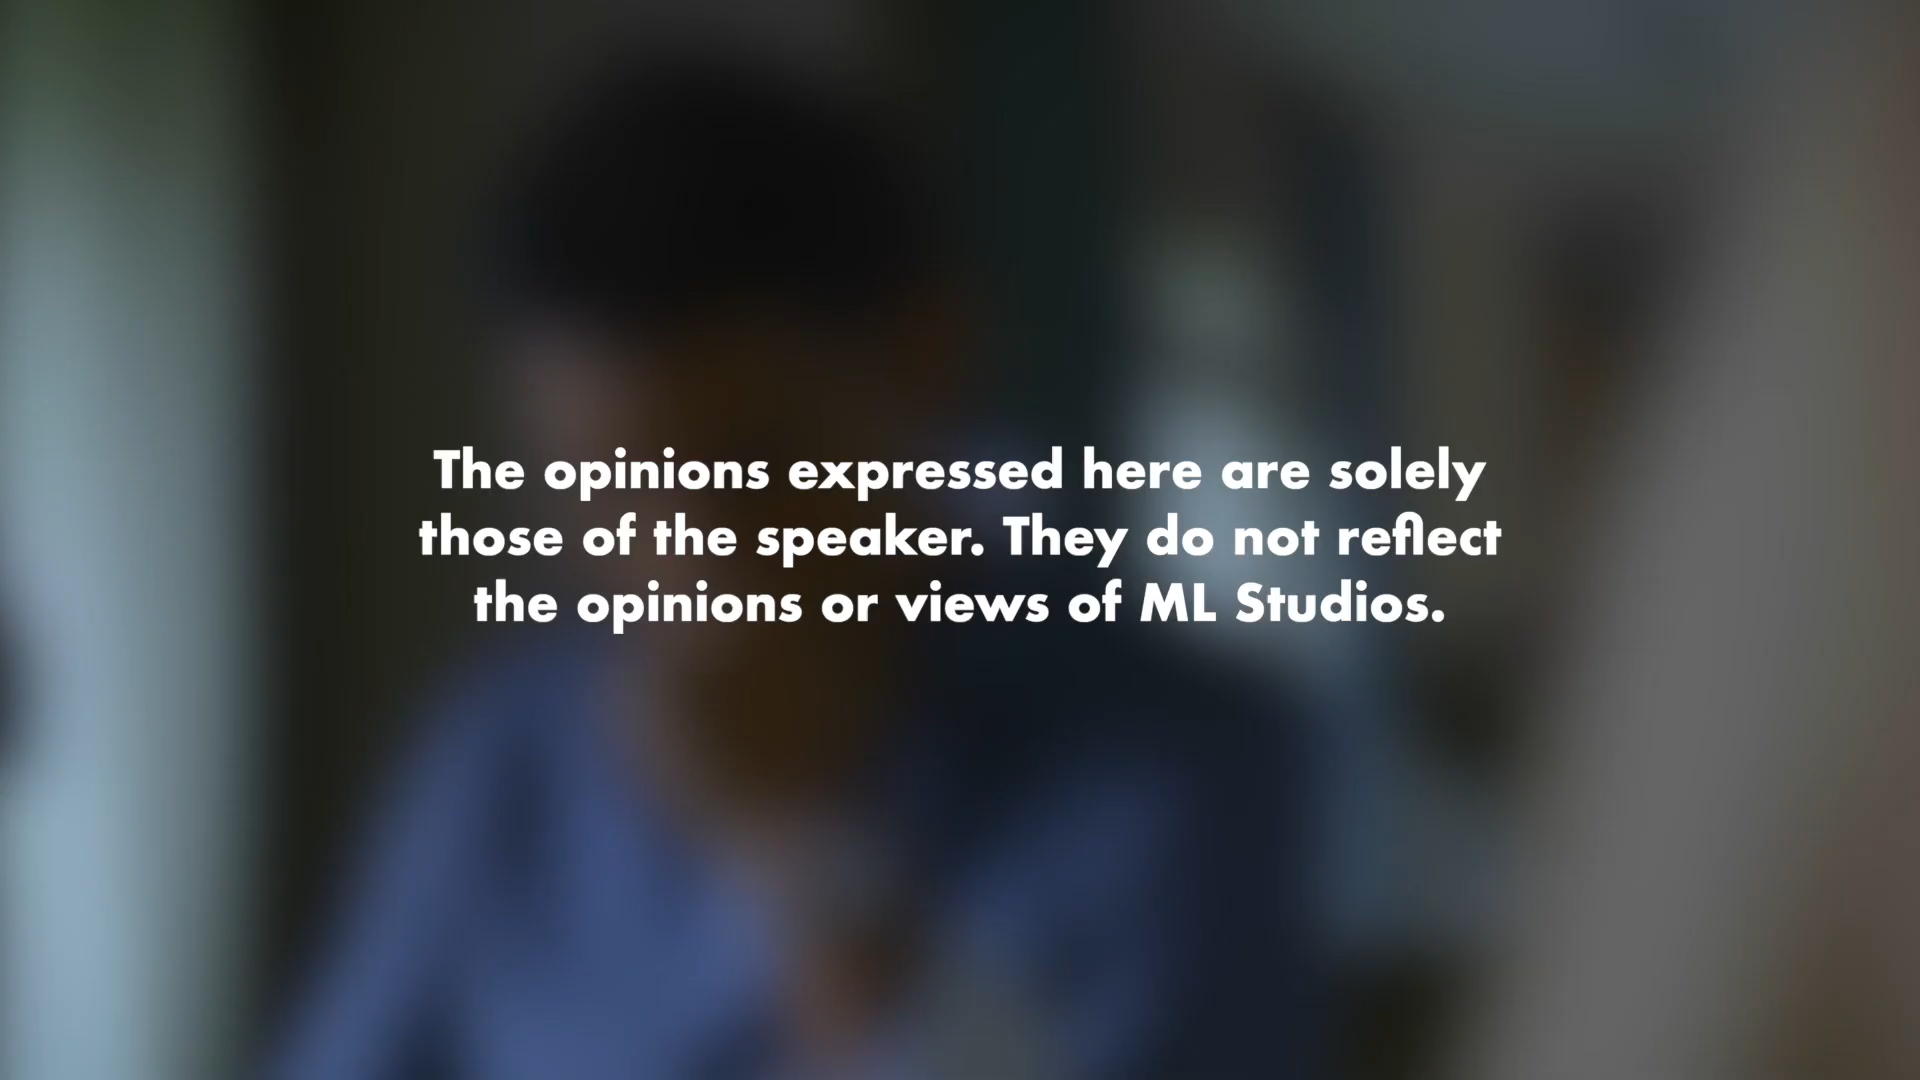 The opinions expressed here are solely
those of the speaker. They do not reflect
the opinions or views of ML Studios.